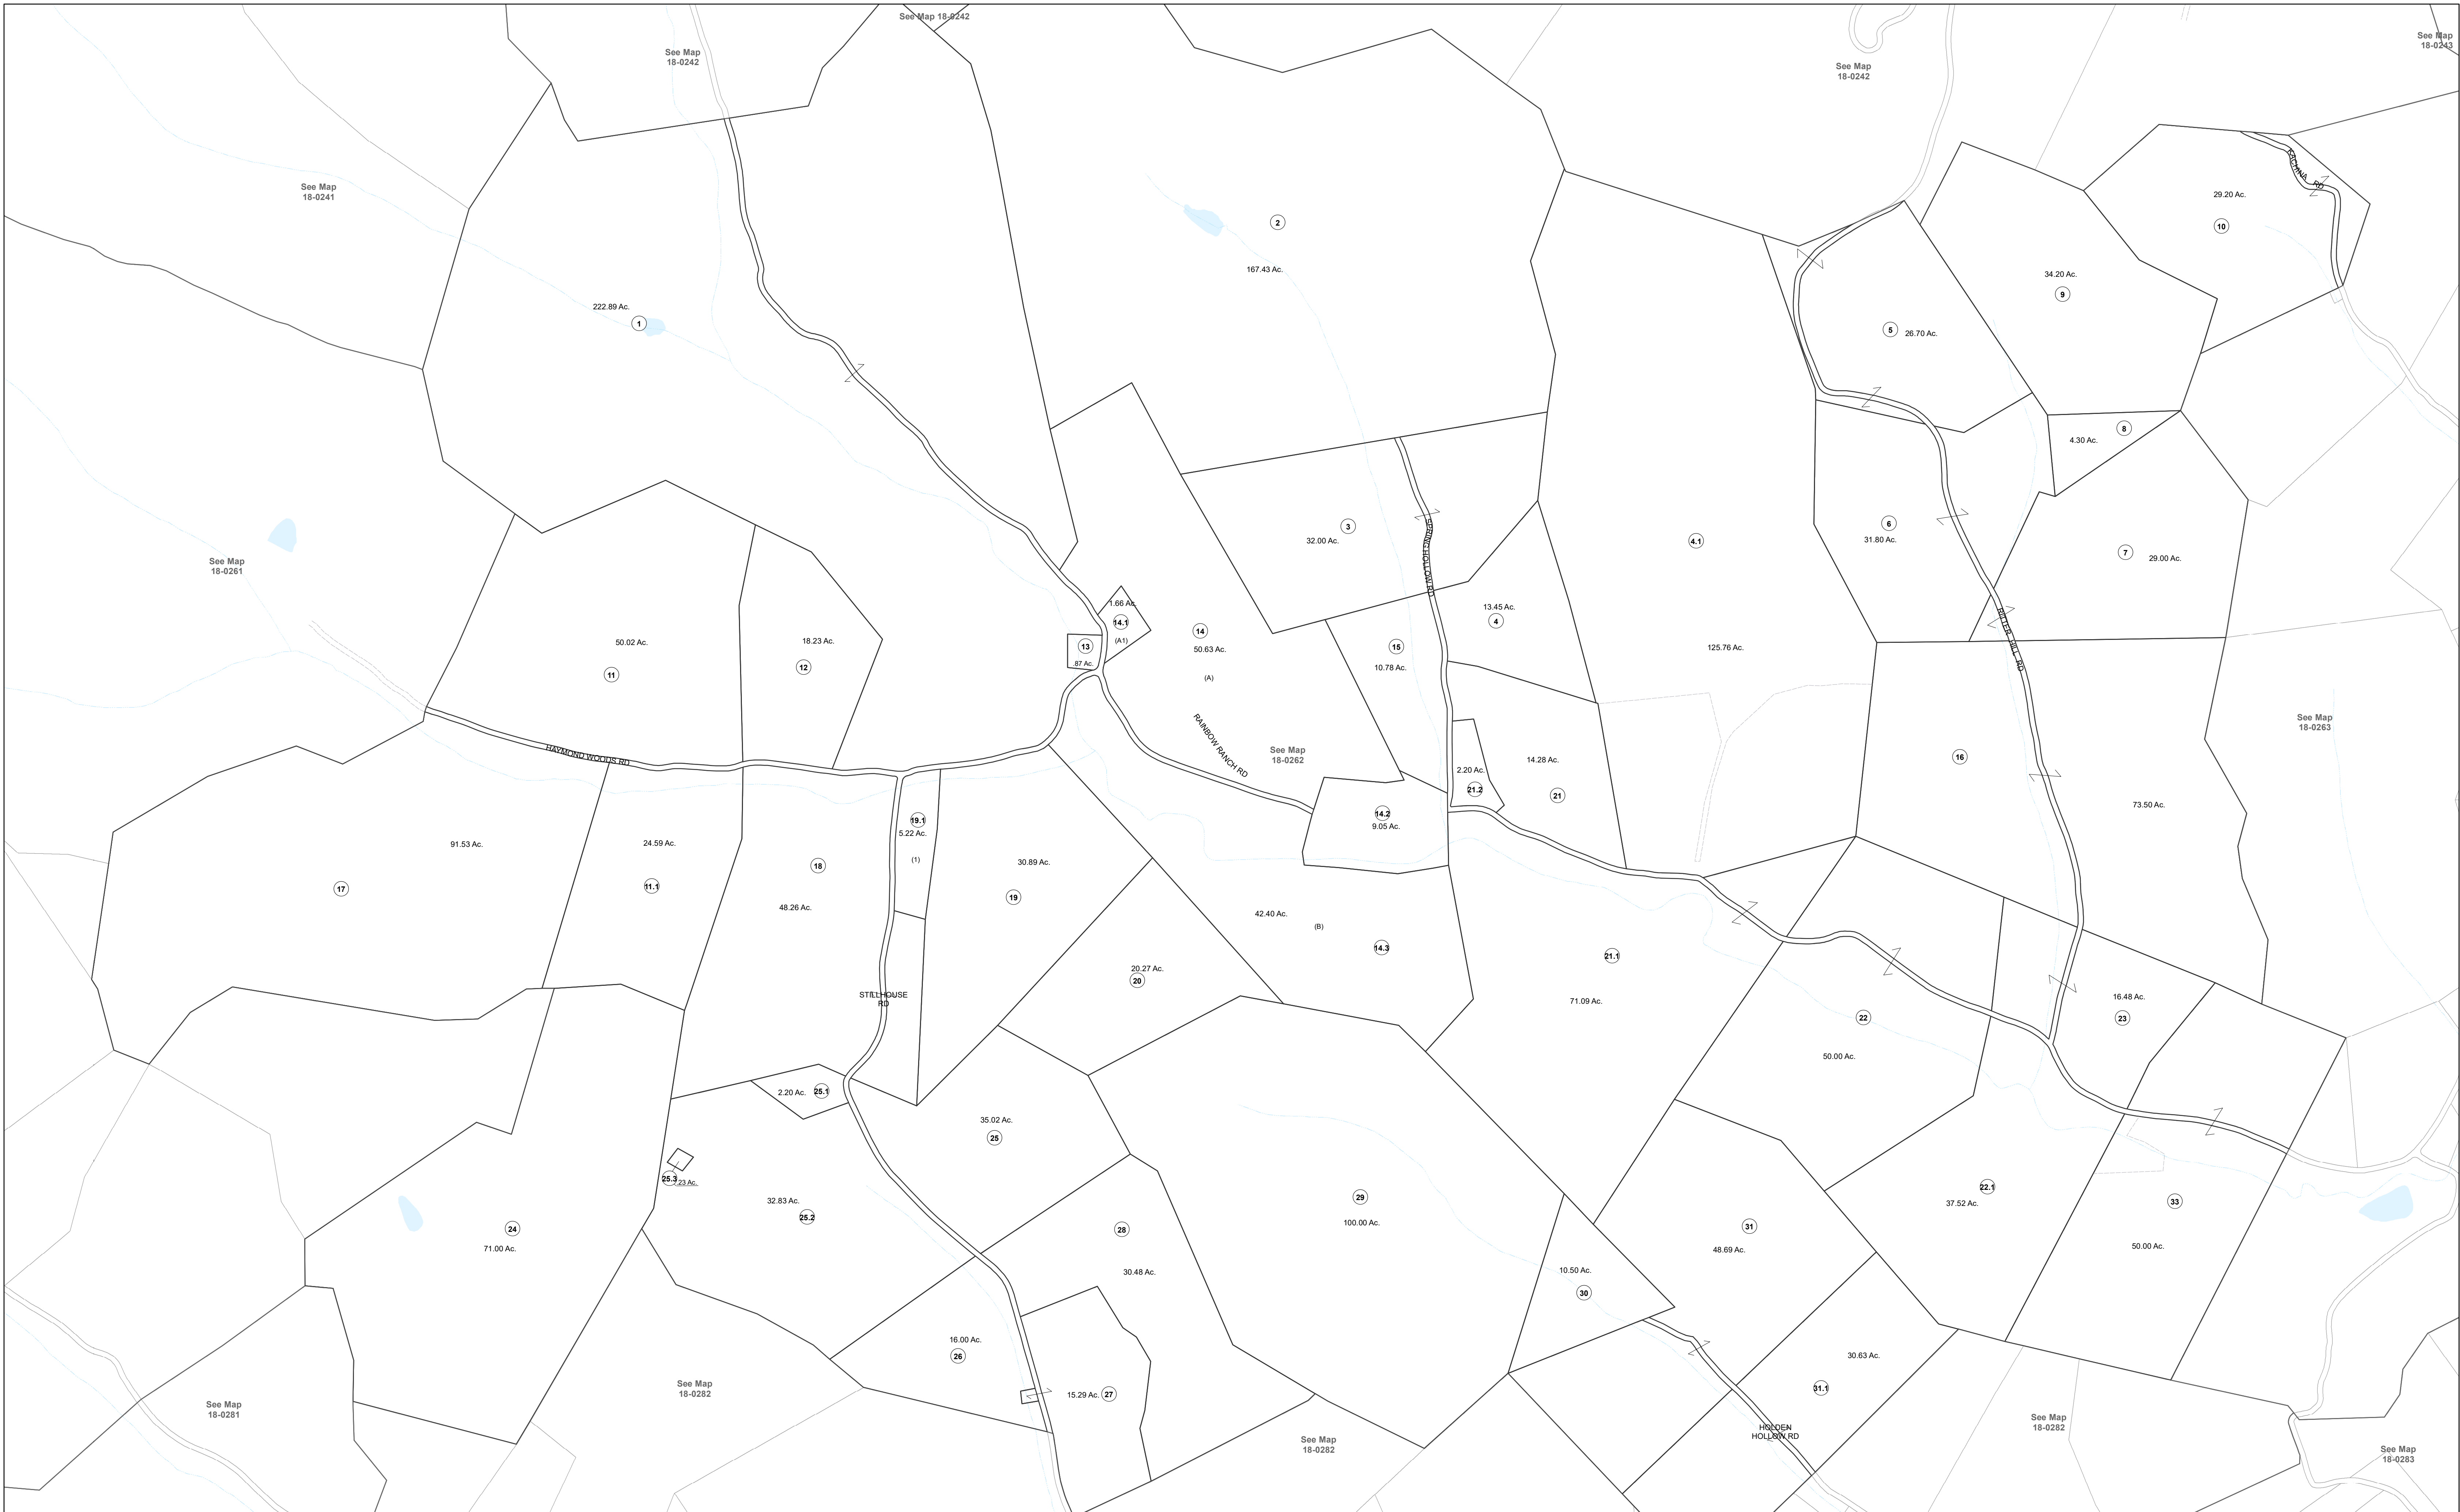 See Map 18-0242
See Map
18-0242
See Map
18-0242
See Map
18-0243
See Map
18-0241
KACHINA RD
29.20 Ac.
10
2
167.43 Ac.
34.20 Ac.
9
222.89 Ac.
1
5
26.70 Ac.
8
4.30 Ac.
3
32.00 Ac.
SPRING HOLLOW RD
4.1
6
31.80 Ac.
7
29.00 Ac.
See Map
18-0261
1.66 Ac.
14.1
(A1)
13
.87 Ac.
14
50.63 Ac.
(A)
13.45 Ac.
4
15
10.78 Ac.
125.76 Ac.
RITTER HILL RD
50.02 Ac.
11
18.23 Ac.
12
HAYMOND WOODS RD
RAINBOW RANCH RD
See Map
18-0262
2.20 Ac.
21.2
14.28 Ac.
21
16
73.50 Ac.
See Map
18-0263
14.2
9.05 Ac.
19.1
5.22 Ac.
(1)
91.53 Ac.
17
24.59 Ac.
11.1
18
48.26 Ac.
30.89 Ac.
19
42.40 Ac.
(B)
14.3
20.27 Ac.
20
21.1
71.09 Ac.
STILLHOUSE
RD
22
50.00 Ac.
16.48 Ac.
23
2.20 Ac.
25.1
35.02 Ac.
25
25.3
.23 Ac.
32.83 Ac.
25.2
24
71.00 Ac.
28
30.48 Ac.
29
100.00 Ac.
10.50 Ac.
30
31
48.69 Ac.
22.1
37.52 Ac.
33
50.00 Ac.
16.00 Ac.
26
15.29 Ac.
27
30.63 Ac.
31.1
See Map
18-0281
See Map
18-0282
See Map
18-0282
HOLDEN
HOLLOW RD
See Map
18-0282
See Map
18-0283